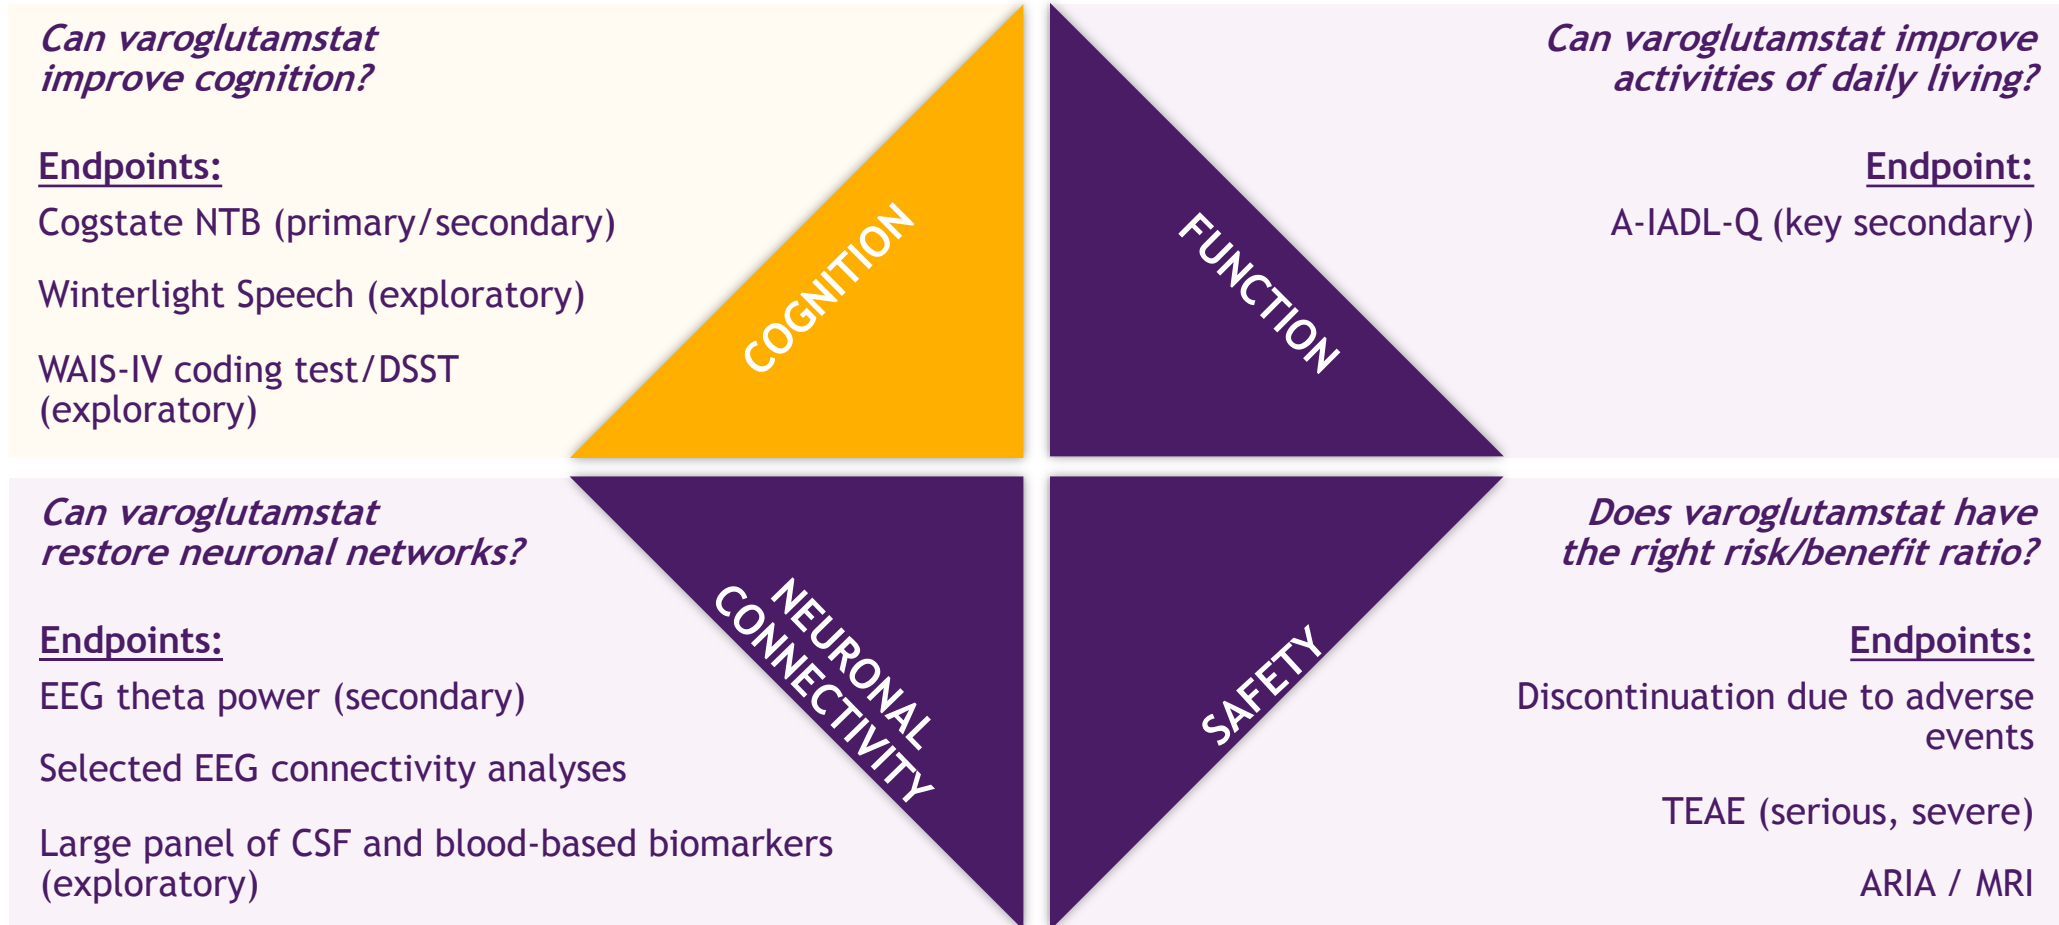 Can varoglutamstat
improve cognition?
Endpoints:
Cogstate NTB (primary/secondary)
Winterlight Speech (exploratory)
WAIS-IV coding test/DSST
(exploratory)
COGNITION
Can varoglutamstat improve
activities of daily living?
Endpoint:
A-IADL-Q (key secondary)
FUNCTION
Can varoglutamstat
restore neuronal networks?
Endpoints:
EEG theta power (secondary)
Selected EEG connectivity analyses
Large panel of CSF and blood-based biomarkers
(exploratory)
NEURONAL
CONNECTIVITY
Does varoglutamstat have
the right risk/benefit ratio?
Endpoints:
Discontinuation due to adverse
events
TEAE (serious, severe)
ARIA / MRI
SAFETY